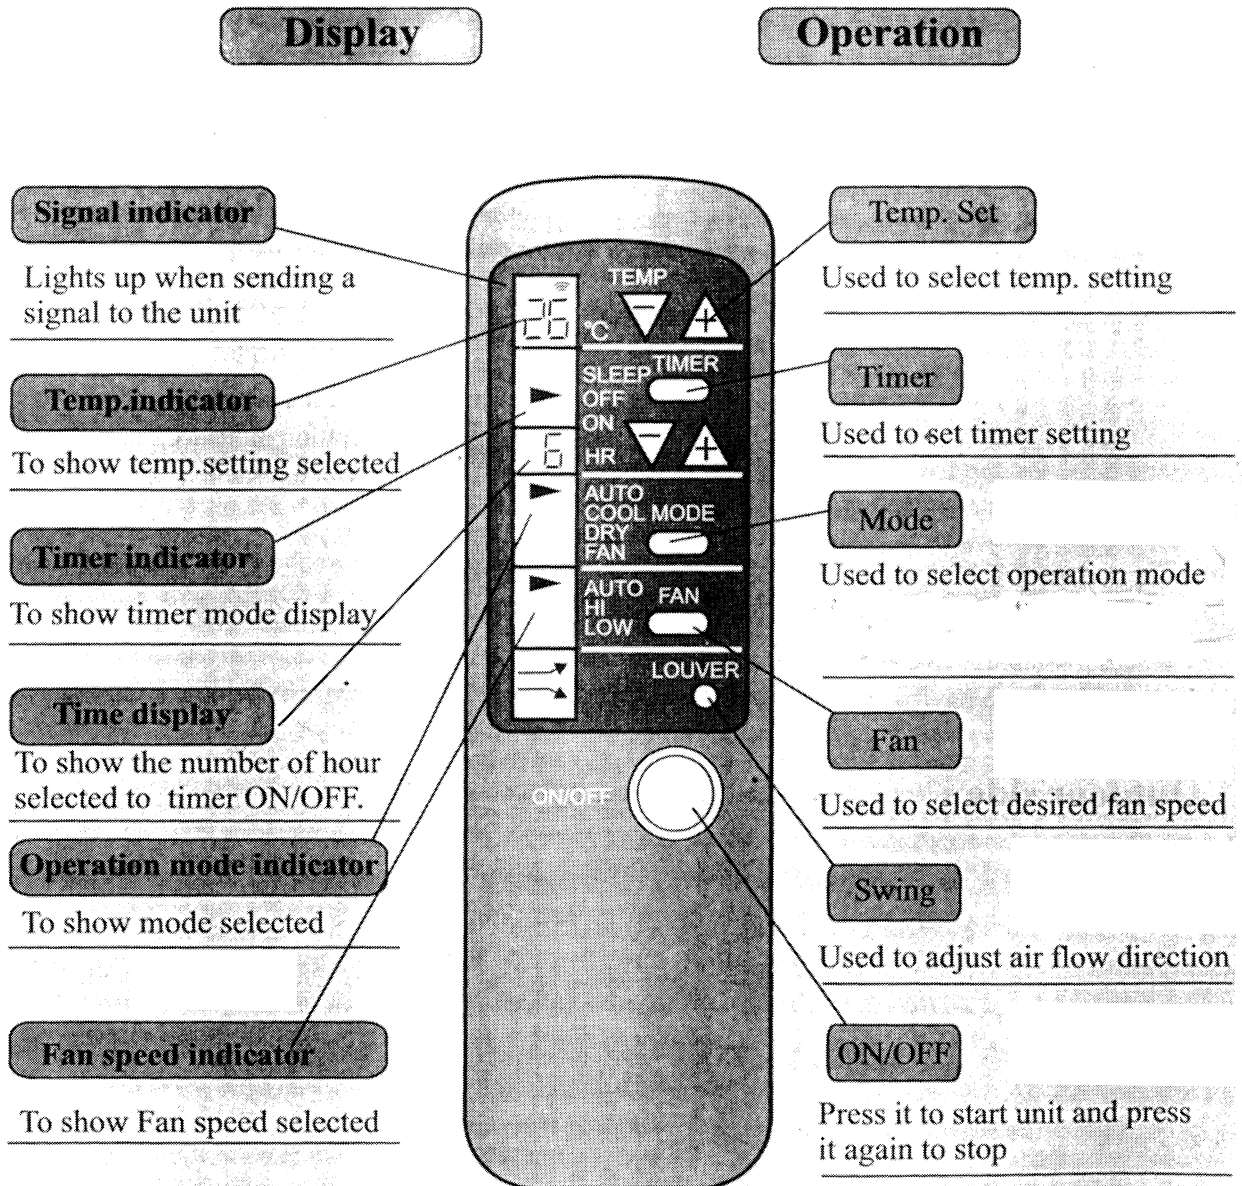 Display
Operation
Signal indicator
Lights up when sending a
signal to the unit
Temp.indicator
To show temp.setting selected
Timer indicator
To show timer mode display
Time display
To show the number of hour
selected to timer ON/OFF.
Operation mode indicator
To show mode selected
Fan speed indicator
To show Fan speed selected
TEMP
26 °C
− +
SLEEP TIMER
OFF
ON
− +
6 HR
AUTO
COOL MODE
DRY
FAN
AUTO FAN
HI
LOW
LOUVER
ON/OFF
Temp. Set
Used to select temp. setting
Timer
Used to set timer setting
Mode
Used to select operation mode
Fan
Used to select desired fan speed
Swing
Used to adjust air flow direction
ON/OFF
Press it to start unit and press
it again to stop